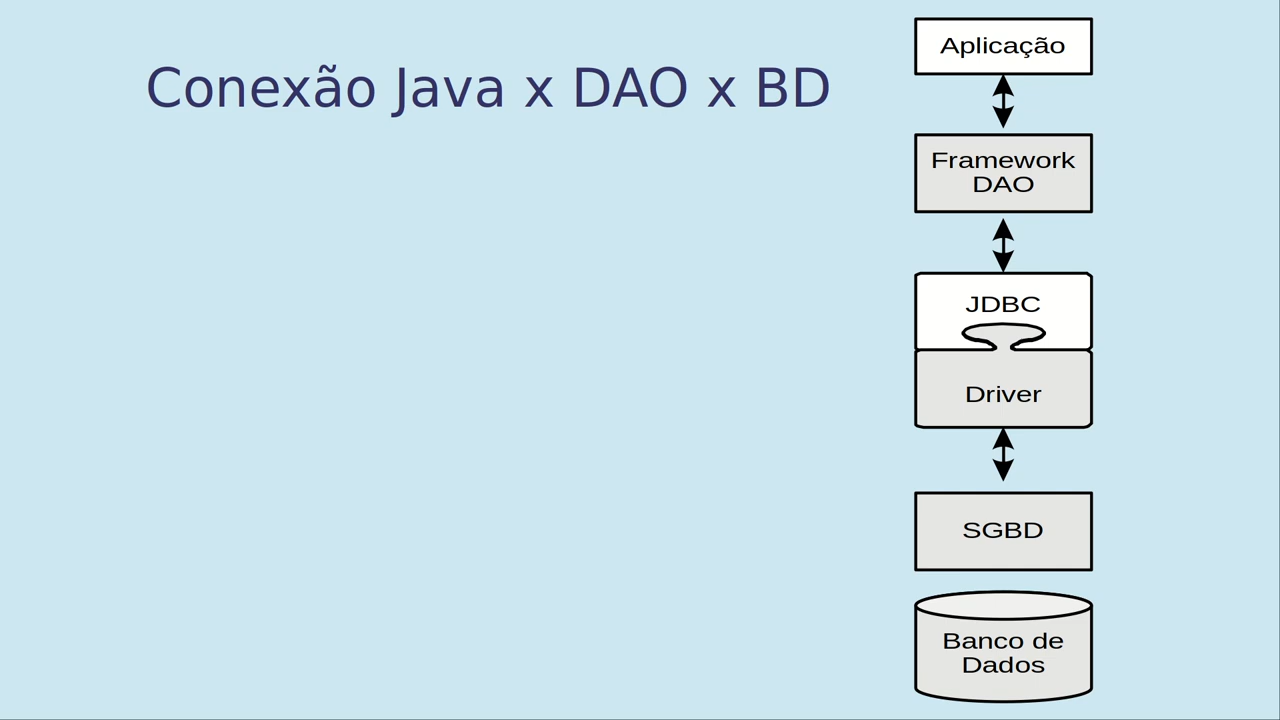 Conexão Java x DAO x BD
Aplicação
Framework
DAO
JDBC
Driver
SGBD
Banco de
Dados